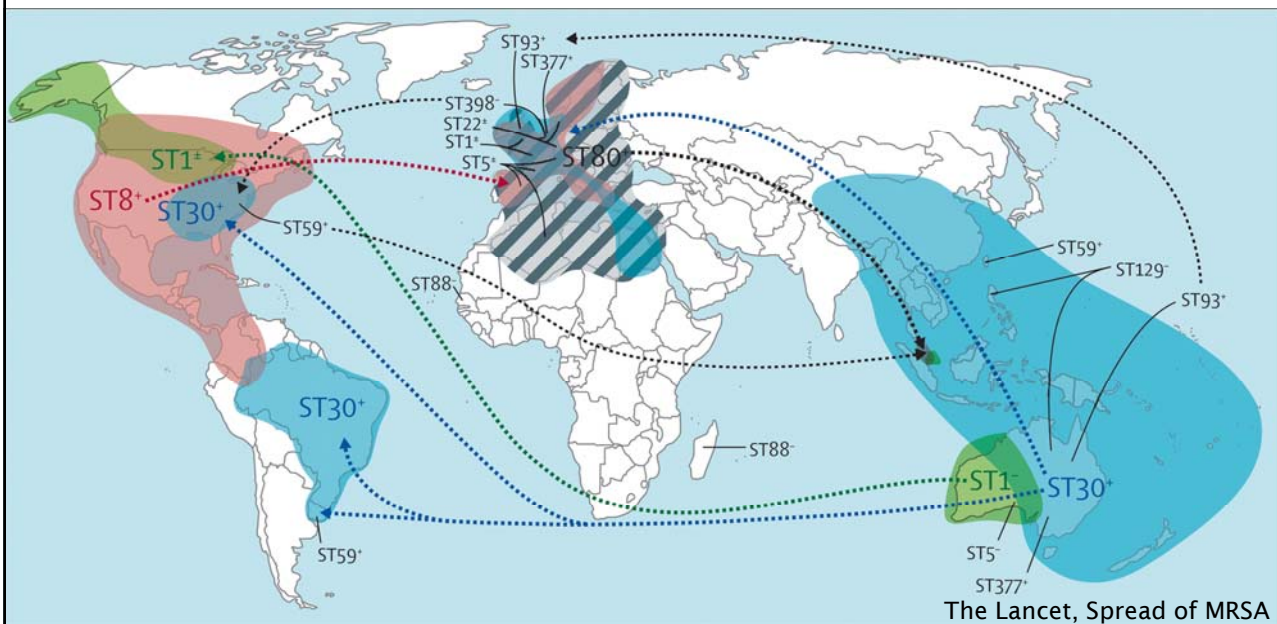 ST93⁺
ST377⁺
ST398⁻
ST22±
ST1±
ST5±
ST80⁺
ST1±
ST8⁺
ST30⁺
ST59⁺
ST88⁻
ST59⁺
ST129⁻
ST93⁺
ST30⁺
ST88⁻
ST1⁻
ST30⁺
ST59⁺
ST5⁻
ST377⁺
The Lancet, Spread of MRSA